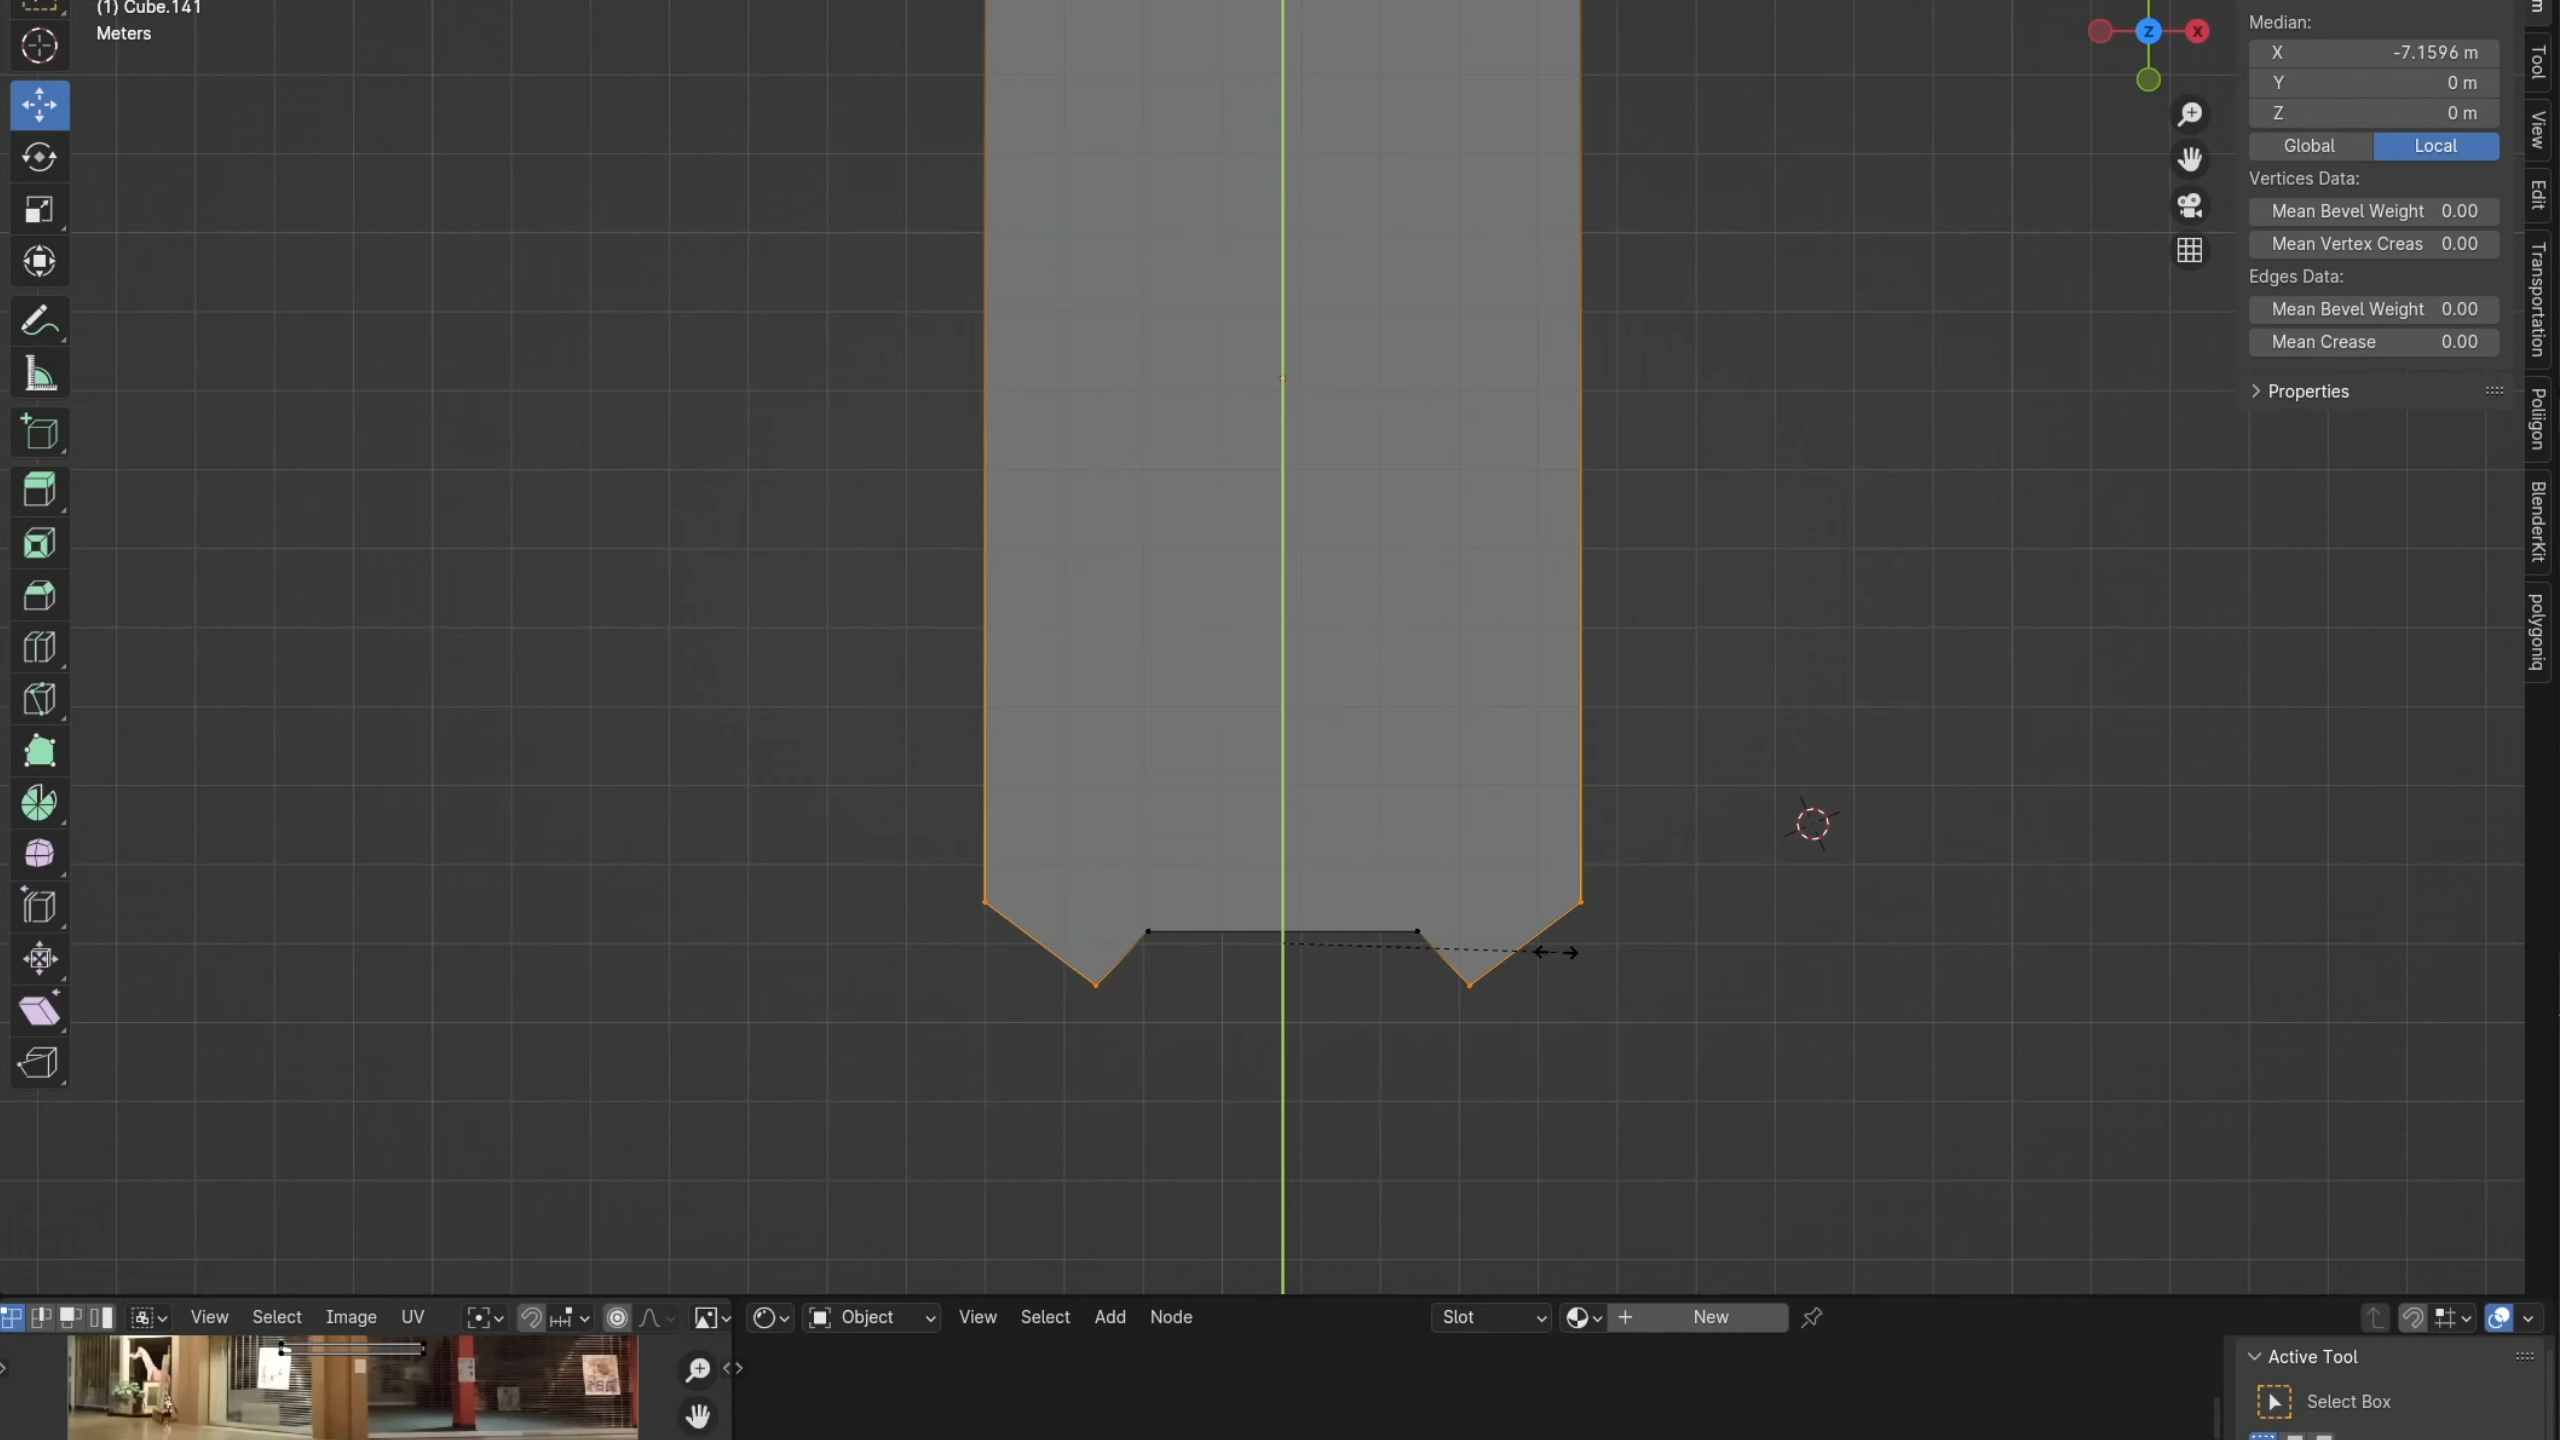 (1) Cube.141
Meters
Z
X
Median:
X -7.1596 m
Y 0 m
Z 0 m
Global Local
Vertices Data:
Mean Bevel Weight 0.00
Mean Vertex Creas 0.00
Edges Data:
Mean Bevel Weight 0.00
Mean Crease 0.00
Properties
Tool
View
Edit
Transportation
Poliigon
BlenderKit
polygoniq
View Select Image UV
Object View Select Add Node
Slot New
Active Tool
Select Box